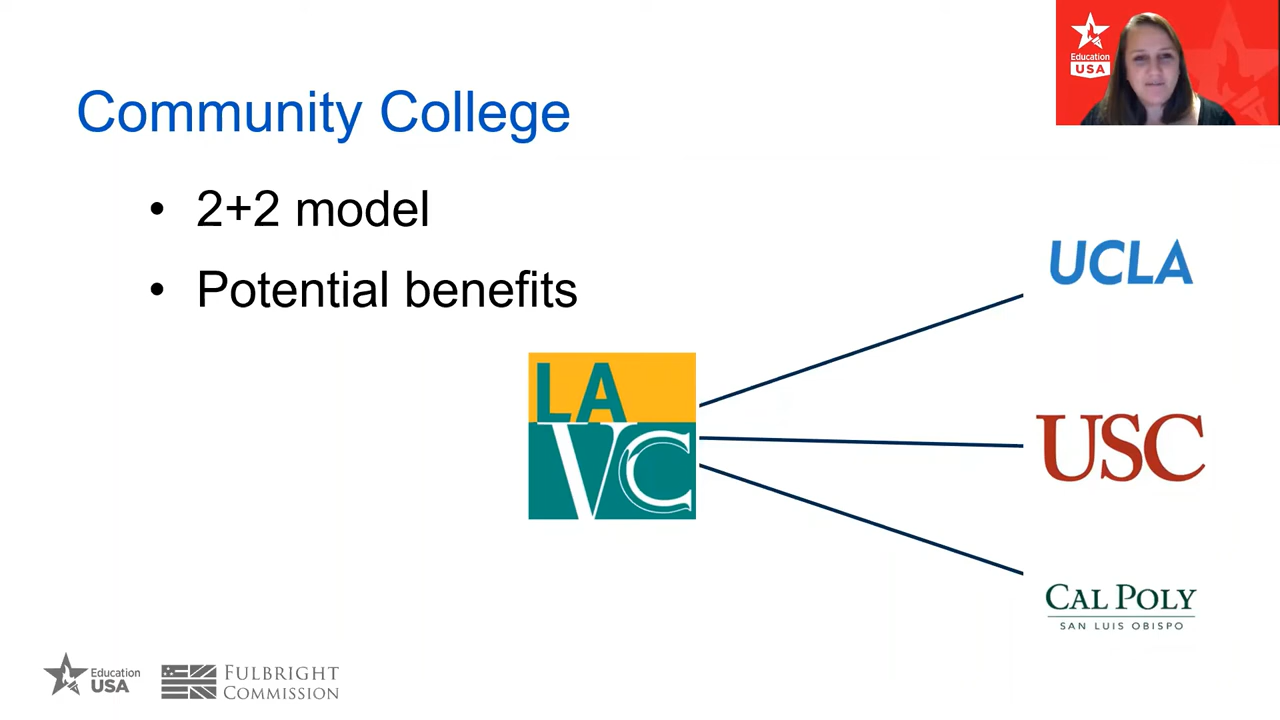 Education
USA
Community College
• 2+2 model
• Potential benefits
UCLA
LA
VC
USC
CAL POLY
SAN LUIS OBISPO
Education
USA
FULBRIGHT
COMMISSION